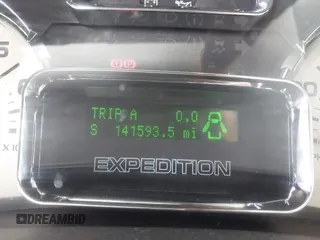 TRIP A 0.0
S 141593.5 mi
EXPEDITION
DREAMBID